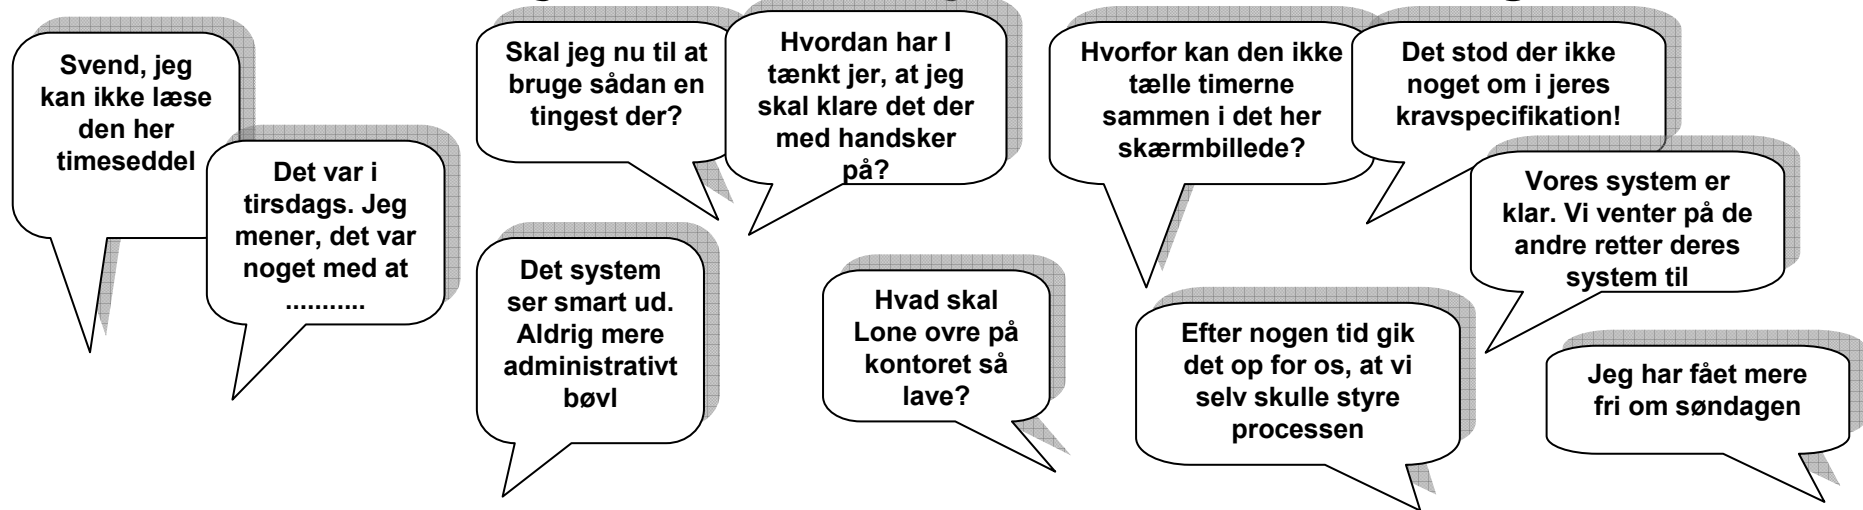 Svend, jeg
kan ikke læse
den her
timeseddel
Det var i
tirsdags. Jeg
mener, det var
noget med at
...........
Skal jeg nu til at
bruge sådan en
tingest der?
Hvordan har I
tænkt jer, at jeg
skal klare det der
med handsker
på?
Det system
ser smart ud.
Aldrig mere
administrativt
bøvl
Hvad skal
Lone ovre på
kontoret så
lave?
Hvorfor kan den ikke
tælle timerne
sammen i det her
skærmbillede?
Det stod der ikke
noget om i jeres
kravspecifikation!
Vores system er
klar. Vi venter på de
andre retter deres
system til
Efter nogen tid gik
det op for os, at vi
selv skulle styre
processen
Jeg har fået mere
fri om søndagen